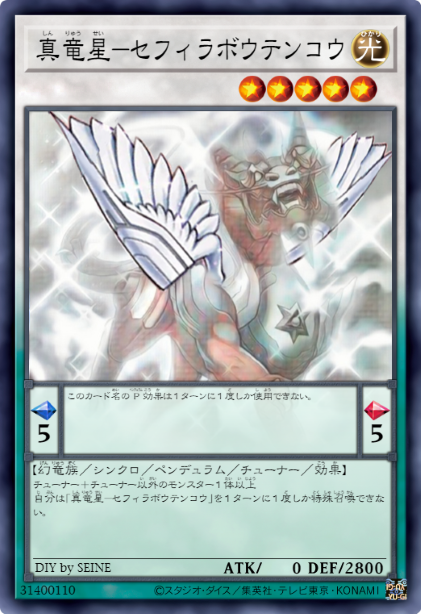 真竜星－セフィラボウテンコウ 光
このカード名のＰ効果は１ターンに１度しか使用できない。
5 5
【幻竜族／シンクロ／ペンデュラム／チューナー／効果】
チューナー＋チューナー以外のモンスター１体以上
自分は「真竜星－セフィラボウテンコウ」を１ターンに１度しか特殊召喚できな
い。
DIY by SEINE ATK/ 0 DEF/2800
31400110 ©スタジオ・ダイス／集英社・テレビ東京・KONAMI